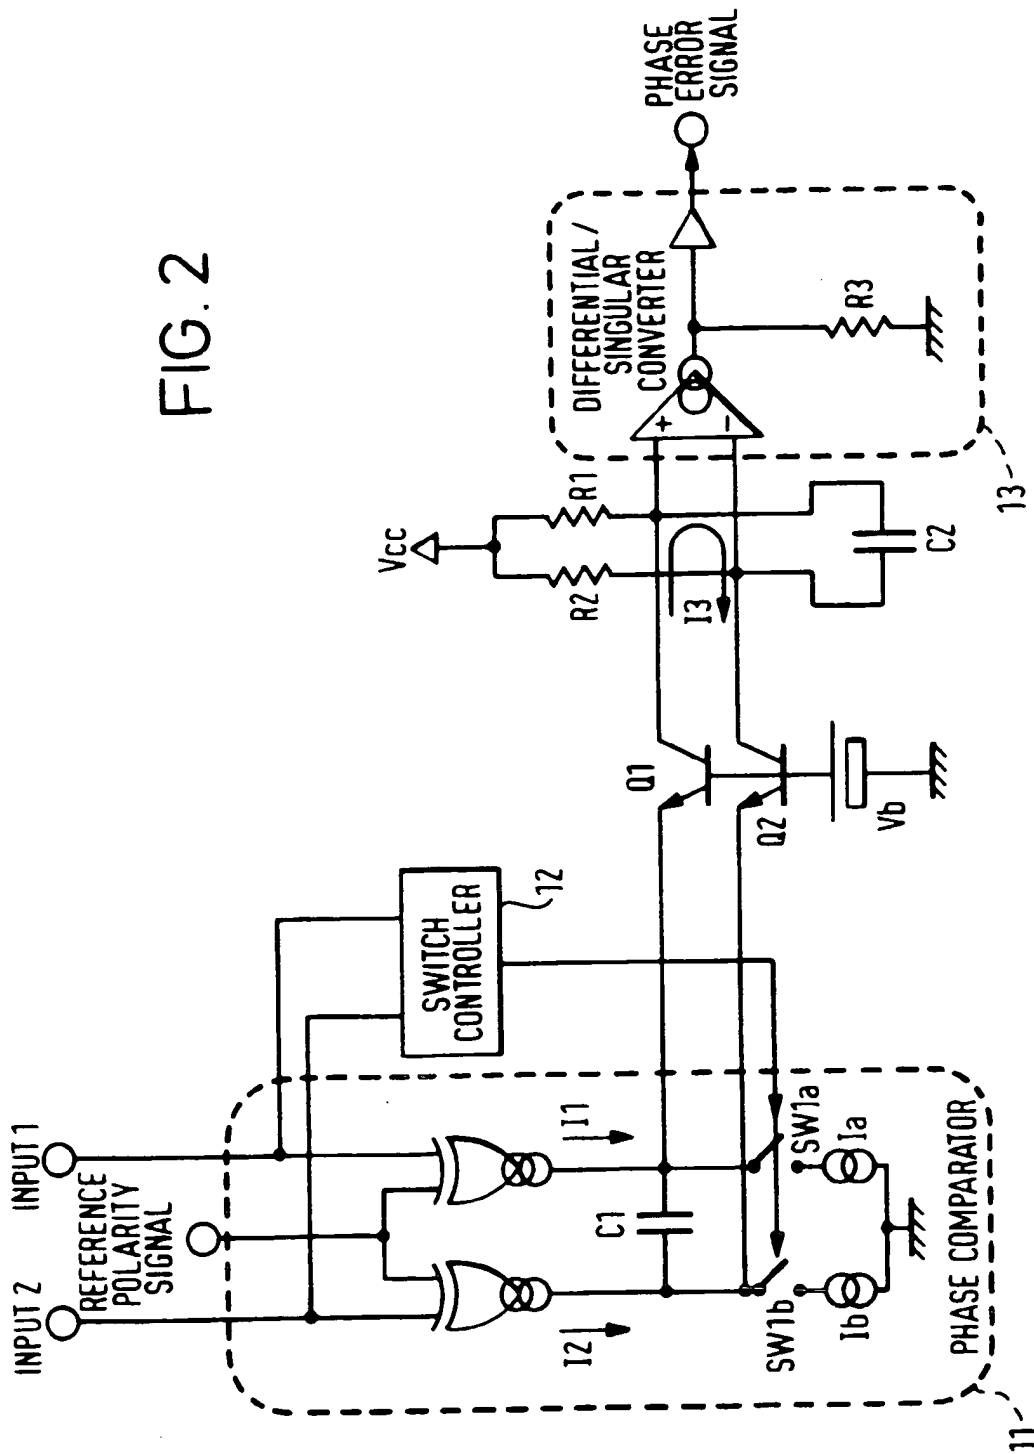 FIG. 2
INPUT 2
REFERENCE
POLARITY
SIGNAL
INPUT 1
SWITCH
CONTROLLER
12
I2
I1
C1
SW1b
SW1a
Ib
Ia
PHASE COMPARATOR
11
Q1
Q2
Vb
Vcc
R2
R1
I3
C2
DIFFERENTIAL/
SINGULAR
CONVERTER
+
−
R3
13
PHASE
ERROR
SIGNAL